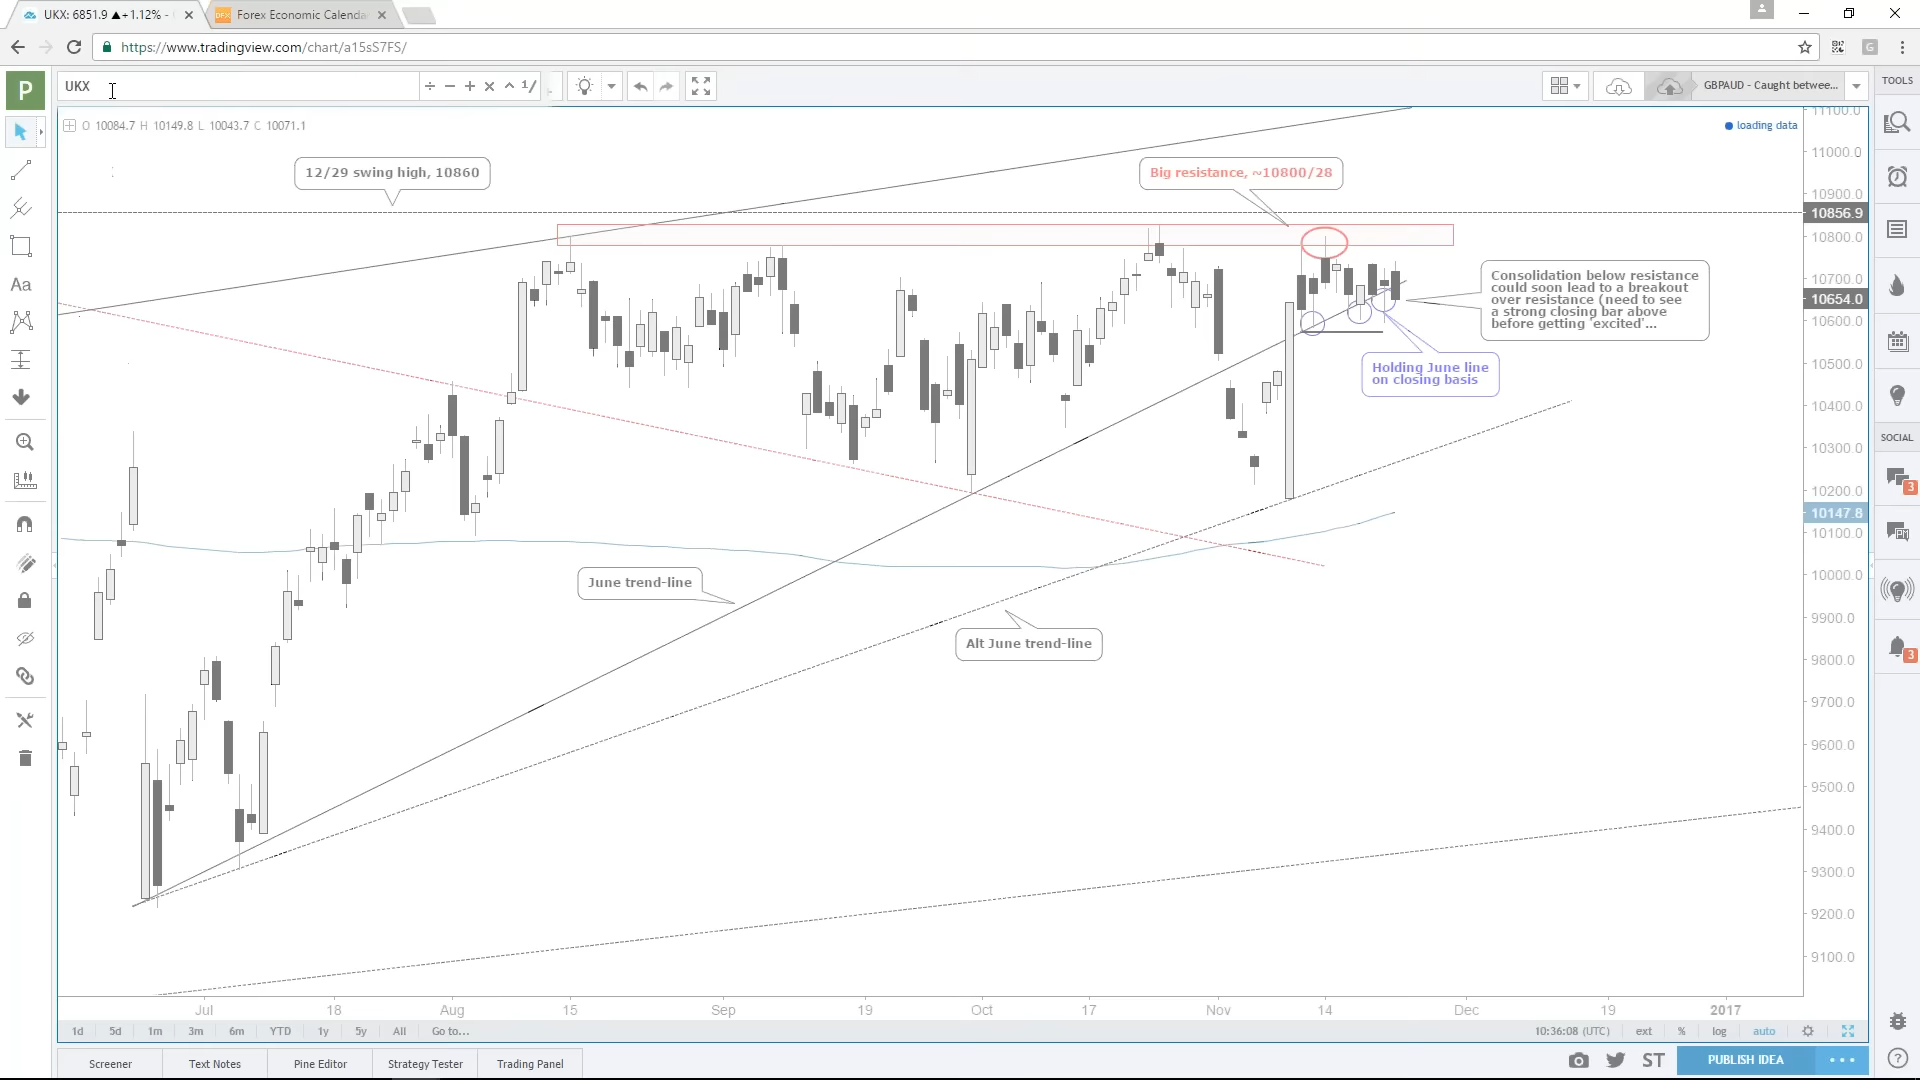 UKX: 6851.9 ▲+1.12% -
Forex Economic Calenda
https://www.tradingview.com/chart/a15sS7FS/
P
UKX
÷ − + × ^ 1/
GBPAUD - Caught betwee...
TOOLS
O 10084.7 H 10149.8 L 10043.7 C 10071.1
loading data
12/29 swing high, 10860
Big resistance, ~10800/28
Consolidation below resistance
could soon lead to a breakout
over resistance (need to see
a strong closing bar above
before getting 'excited'...
Holding June line
on closing basis
June trend-line
Alt June trend-line
11100.0
11000.0
10900.0
10856.9
10800.0
10700.0
10654.0
10600.0
10500.0
10400.0
10300.0
10200.0
10147.8
10100.0
10000.0
9900.0
9800.0
9700.0
9600.0
9500.0
9400.0
9300.0
9200.0
9100.0
Aa
SOCIAL
3
3
Jul 18 Aug 15 Sep 19 Oct 17 Nov 14 Dec 19 2017
1d 5d 1m 3m 6m YTD 1y 5y All Go to... 10:36:08 (UTC) ext % log auto
Screener Text Notes Pine Editor Strategy Tester Trading Panel ST PUBLISH IDEA